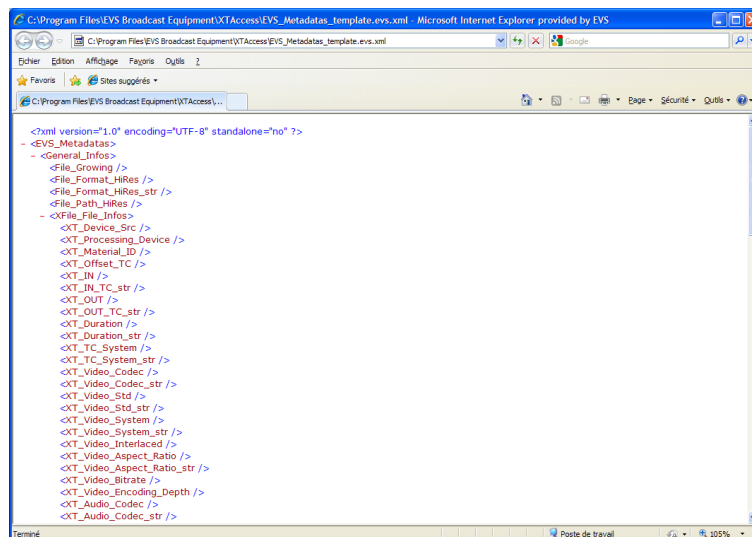 C:\Program Files\EVS Broadcast Equipment\XTAccess\EVS_Metadatas_template.evs.xml - Microsoft Internet Explorer provided by EVS
C:\Program Files\EVS Broadcast Equipment\XTAccess\EVS_Metadatas_template.evs.xml
Google
Fichier Edition Affichage Favoris Outils ?
Favoris Sites suggérés
C:\Program Files\EVS Broadcast Equipment\XTAccess\... Page Sécurité Outils
<?xml version="1.0" encoding="UTF-8" standalone="no" ?>
- <EVS_Metadatas>
- <General_Infos>
<File_Growing />
<File_Format_HiRes />
<File_Format_HiRes_str />
<File_Path_HiRes />
- <XFile_File_Infos>
<XT_Device_Src />
<XT_Processing_Device />
<XT_Material_ID />
<XT_Offset_TC />
<XT_IN />
<XT_IN_TC_str />
<XT_OUT />
<XT_OUT_TC_str />
<XT_Duration />
<XT_Duration_str />
<XT_TC_System />
<XT_TC_System_str />
<XT_Video_Codec />
<XT_Video_Codec_str />
<XT_Video_Std />
<XT_Video_Std_str />
<XT_Video_System />
<XT_Video_System_str />
<XT_Video_Interlaced />
<XT_Video_Aspect_Ratio />
<XT_Video_Aspect_Ratio_str />
<XT_Video_Bitrate />
<XT_Video_Encoding_Depth />
<XT_Audio_Codec />
<XT_Audio_Codec_str />
Terminé Poste de travail 105%